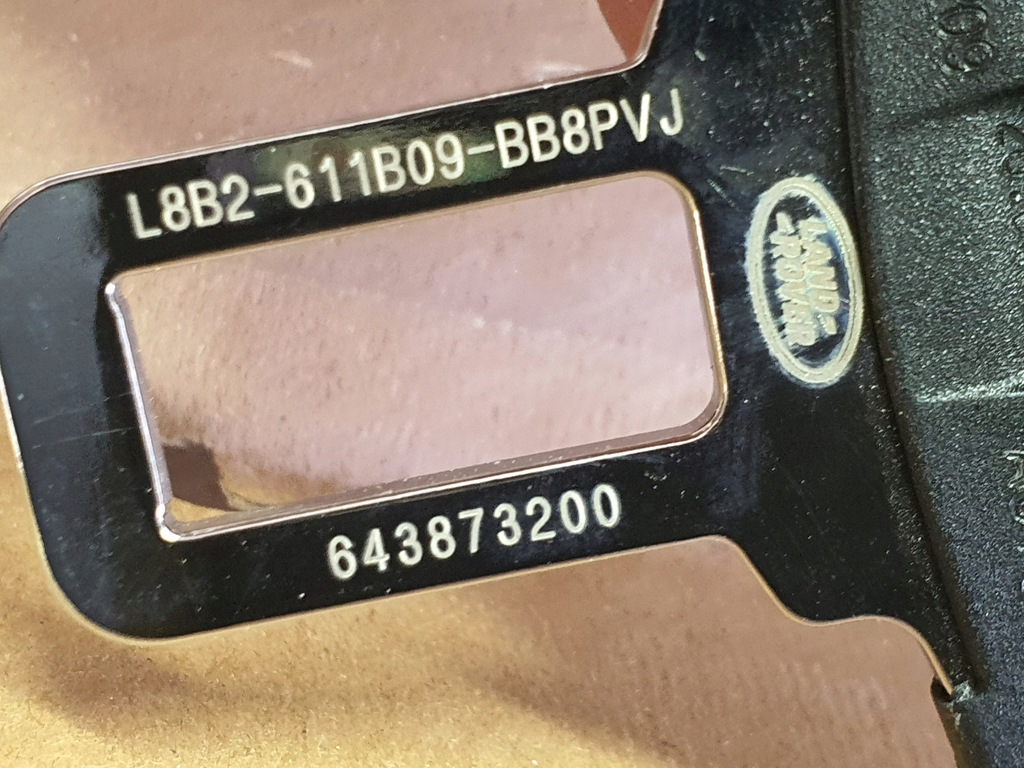 L8B2-611B09-BB8PVJ
643873200
LAND-
ROVER